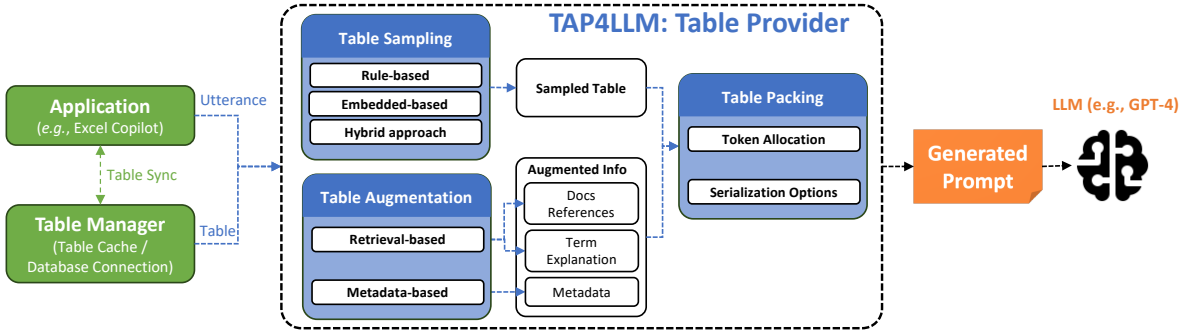 TAP4LLM: Table Provider
Application
(e.g., Excel Copilot)
Table Sync
Table Manager
(Table Cache /
Database Connection)
Utterance
Table
Table Sampling
Rule-based
Embedded-based
Hybrid approach
Table Augmentation
Retrieval-based
Metadata-based
Sampled Table
Augmented Info
Docs
References
Term
Explanation
Metadata
Table Packing
Token Allocation
Serialization Options
Generated
Prompt
LLM (e.g., GPT-4)